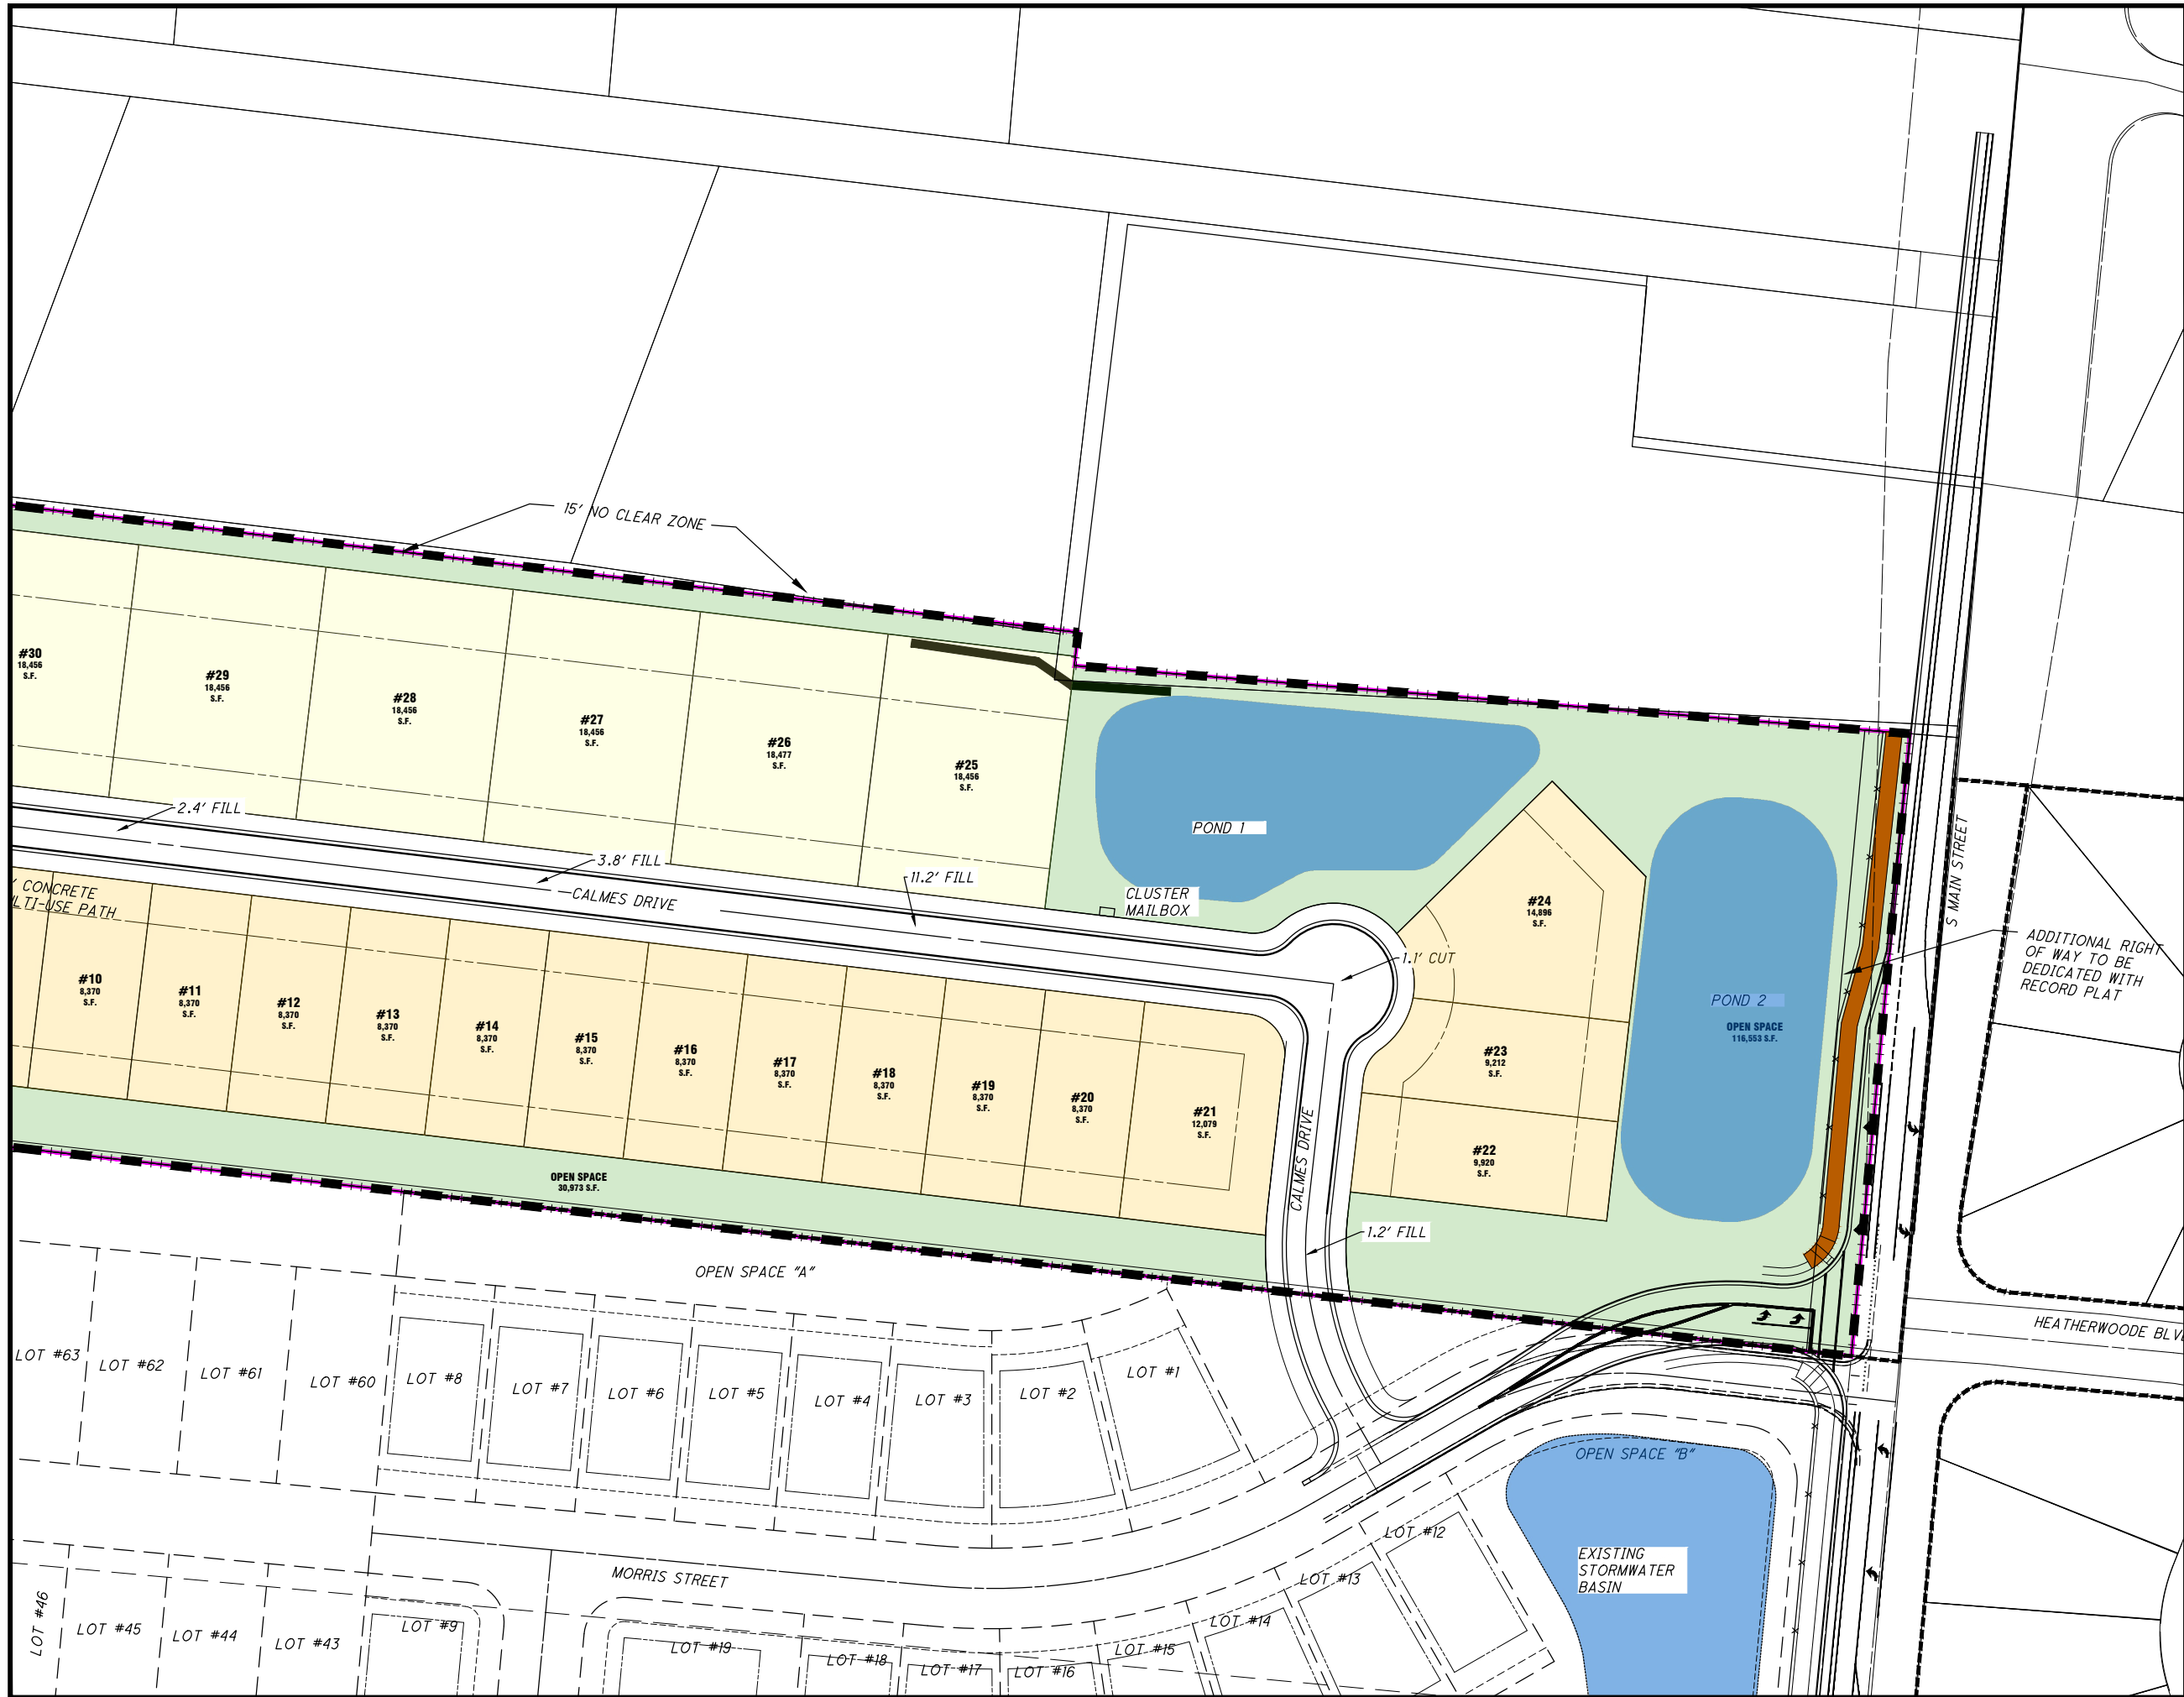 15' NO CLEAR ZONE
#30
18,456
S.F.
#29
18,456
S.F.
#28
18,456
S.F.
#27
18,456
S.F.
#26
18,477
S.F.
#25
18,456
S.F.
2.4' FILL
3.8' FILL
11.2' FILL
CALMES DRIVE
POND 1
CLUSTER
MAILBOX
1.1' CUT
#24
14,896
S.F.
#23
9,212
S.F.
#22
9,920
S.F.
POND 2
OPEN SPACE
116,553 S.F.
S MAIN STREET
ADDITIONAL RIGHT
OF WAY TO BE
DEDICATED WITH
RECORD PLAT
CONCRETE
LTI-USE PATH
#10
8,370
S.F.
#11
8,370
S.F.
#12
8,370
S.F.
#13
8,370
S.F.
#14
8,370
S.F.
#15
8,370
S.F.
#16
8,370
S.F.
#17
8,370
S.F.
#18
8,370
S.F.
#19
8,370
S.F.
#20
8,370
S.F.
#21
12,079
S.F.
CALMES DRIVE
1.2' FILL
OPEN SPACE
30,973 S.F.
OPEN SPACE "A"
HEATHERWOODE BLV
LOT #63
LOT #62
LOT #61
LOT #60
LOT #8
LOT #7
LOT #6
LOT #5
LOT #4
LOT #3
LOT #2
LOT #1
OPEN SPACE "B"
EXISTING
STORMWATER
BASIN
MORRIS STREET
LOT #12
LOT #13
LOT #14
LOT #15
LOT #16
LOT #17
LOT #18
LOT #19
LOT #9
LOT #43
LOT #44
LOT #45
LOT #46